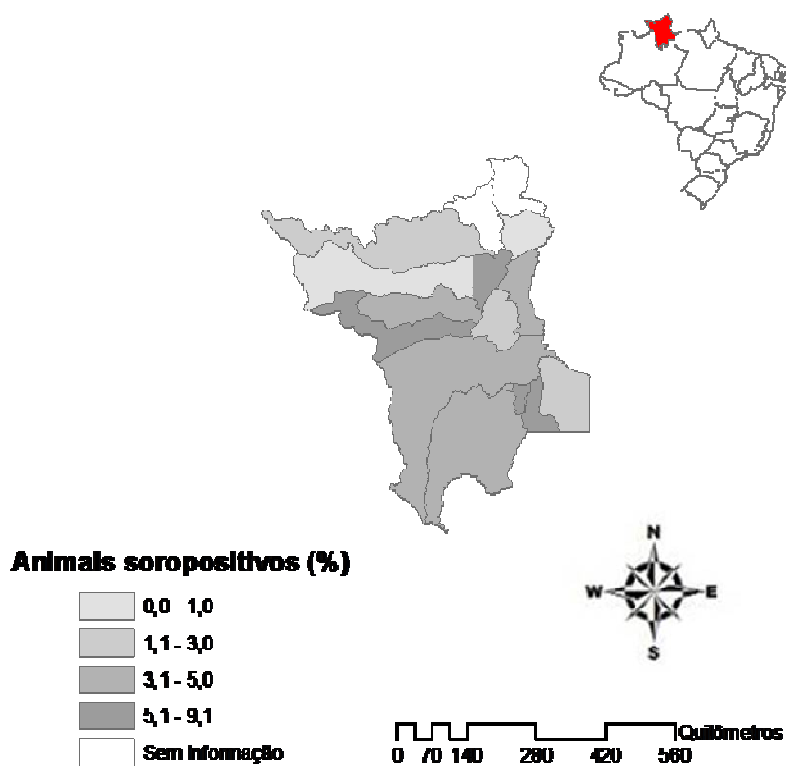 N
W E
S
Animais soropositivos (%)
0,0 1,0
1,1 - 3,0
3,1 - 5,0
5,1 - 9,1
Sem informação
Quilômetros
0 70 140 280 420 560